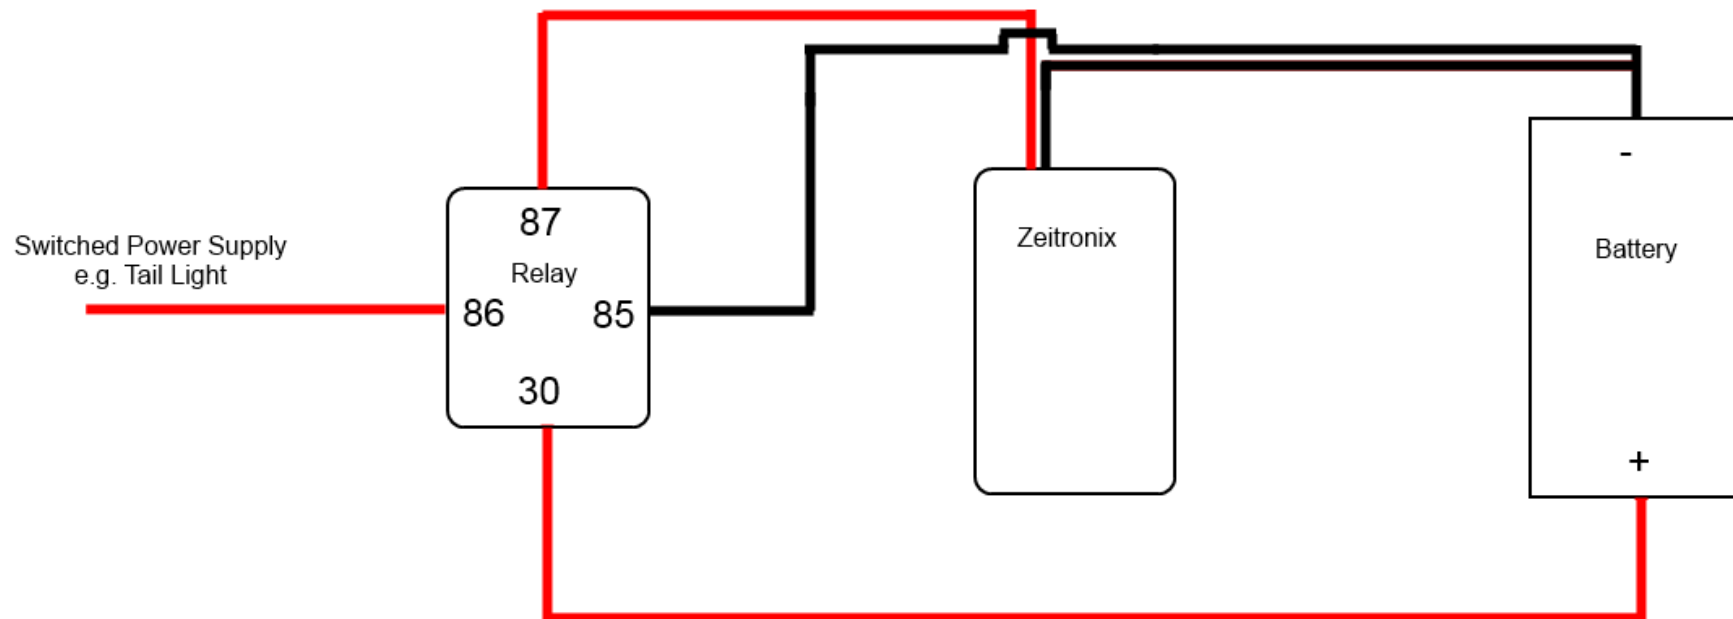 Switched Power Supply
e.g. Tail Light
87
Relay
86
85
30
Zeitronix
-
Battery
+